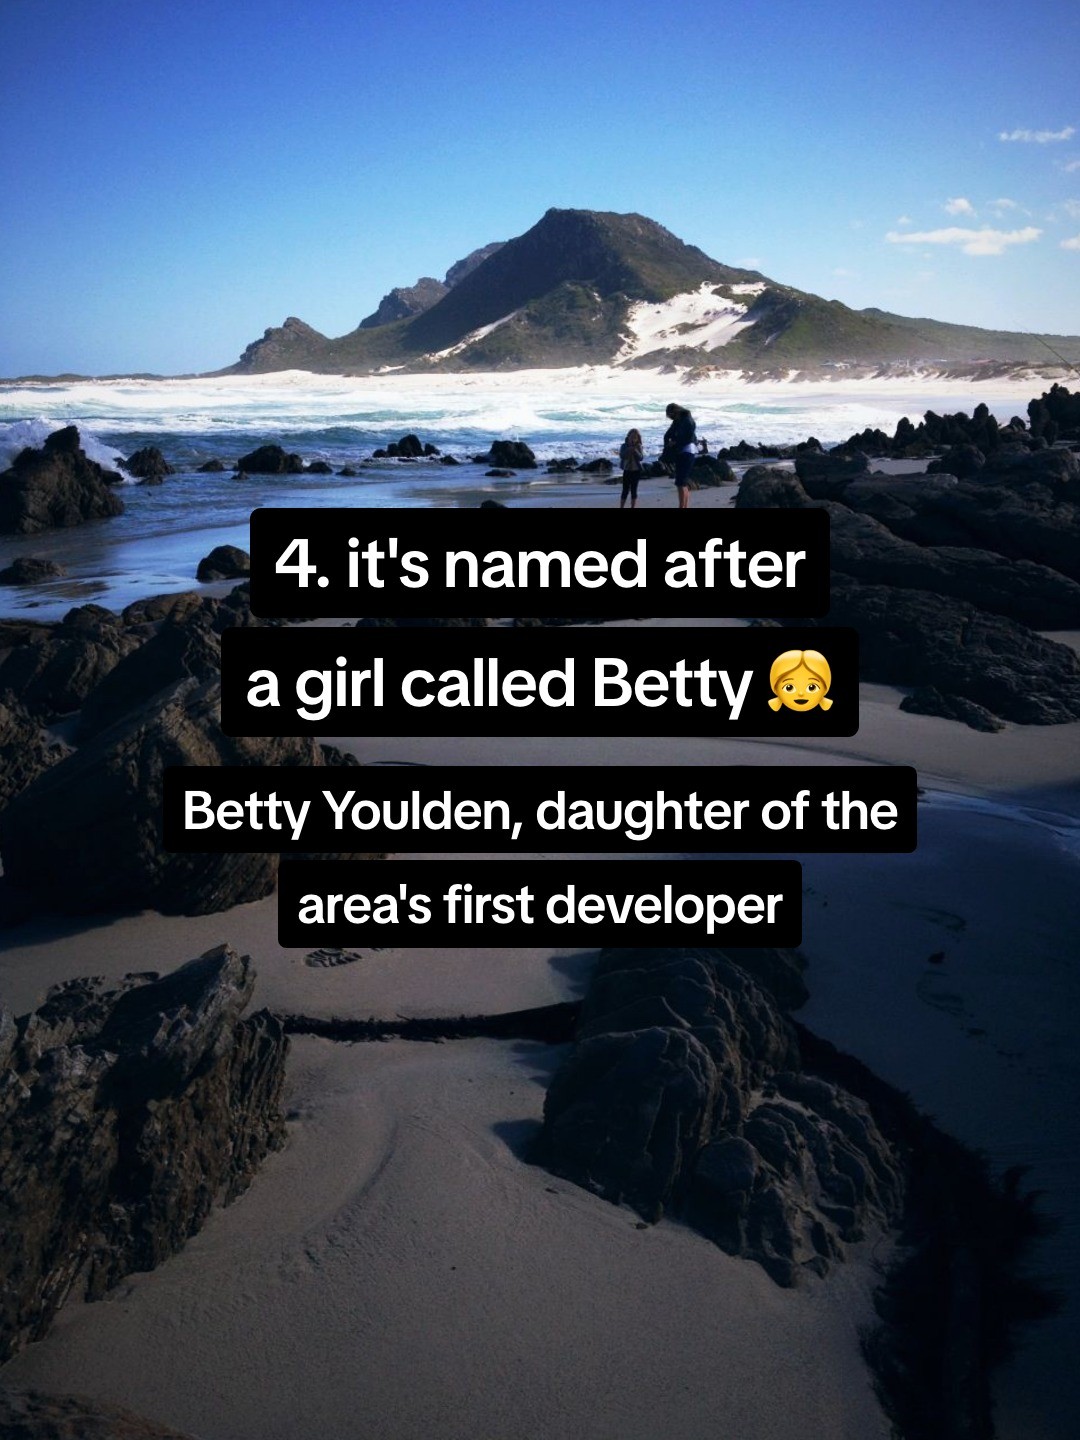 4. it's named after
a girl called Betty 👧
Betty Youlden, daughter of the
area's first developer